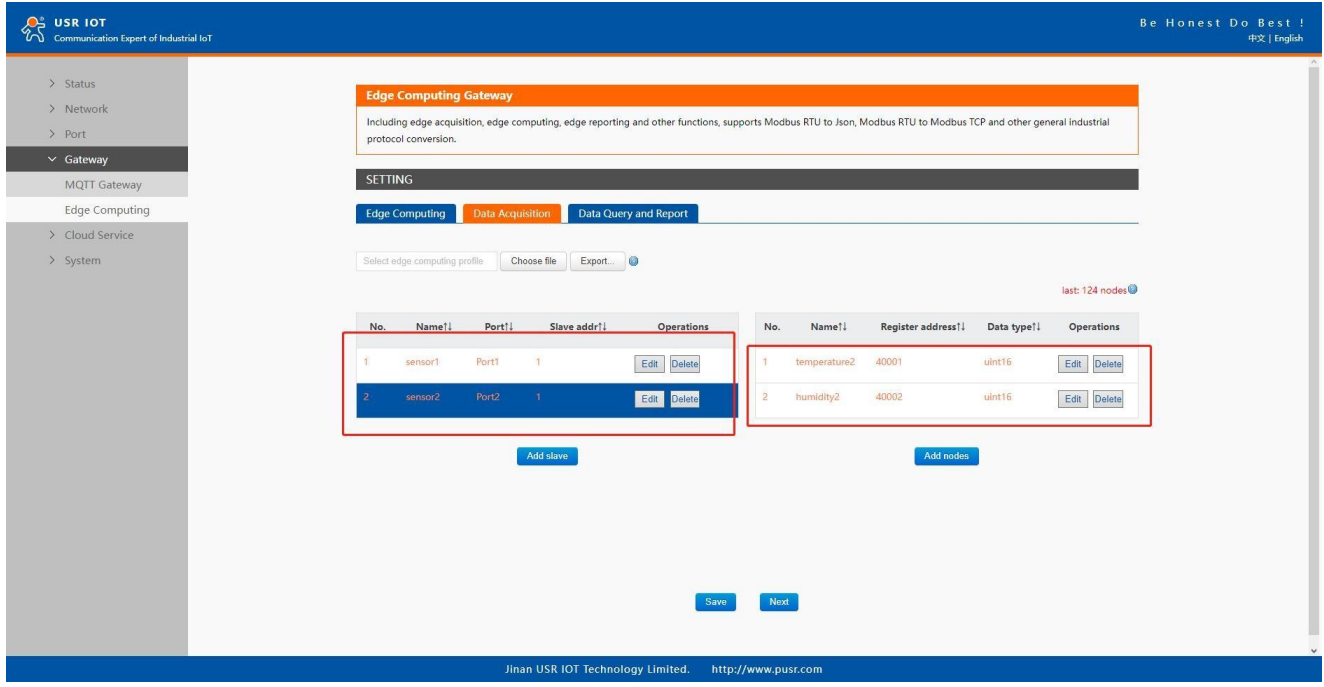 USR IOT
Communication Expert of Industrial IoT
Be Honest Do Best !
中文 | English
Status
Network
Port
Gateway
MQTT Gateway
Edge Computing
Cloud Service
System
Edge Computing Gateway
Including edge acquisition, edge computing, edge reporting and other functions, supports Modbus RTU to Json, Modbus RTU to Modbus TCP and other general industrial
protocol conversion.
SETTING
Edge Computing Data Acquisition Data Query and Report
Select edge computing profile Choose file Export...
last: 124 nodes
No. Name↑↓ Port↑↓ Slave addr↑↓ Operations
1 sensor1 Port1 1 Edit Delete
2 sensor2 Port2 1 Edit Delete
Add slave
No. Name↑↓ Register address↑↓ Data type↑↓ Operations
1 temperature2 40001 uint16 Edit Delete
2 humidity2 40002 uint16 Edit Delete
Add nodes
Save Next
Jinan USR IOT Technology Limited. http://www.pusr.com